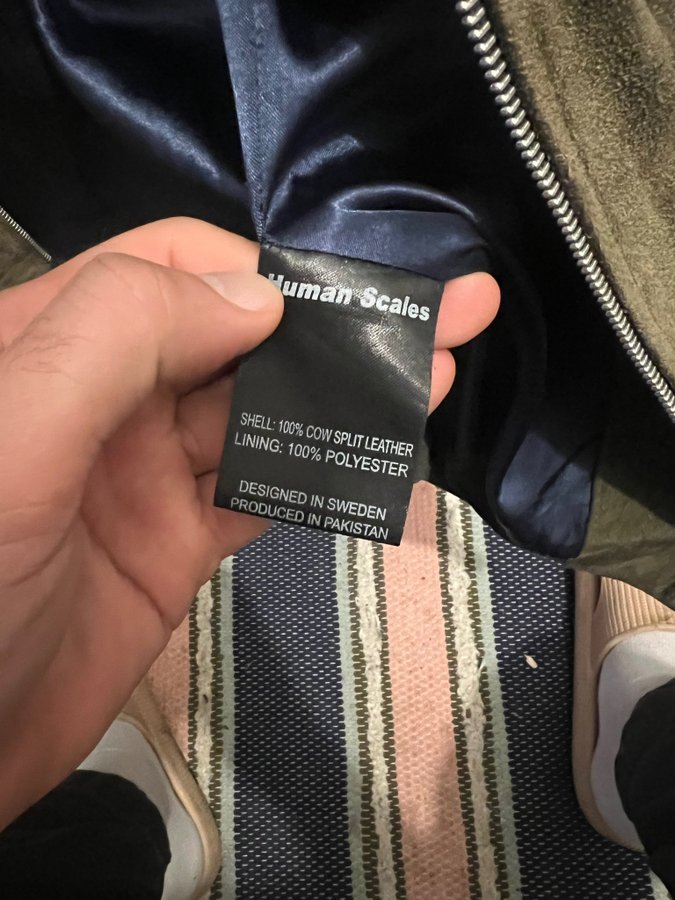 Human Scales
SHELL: 100% COW SPLIT LEATHER
LINING: 100% POLYESTER
DESIGNED IN SWEDEN
PRODUCED IN PAKISTAN